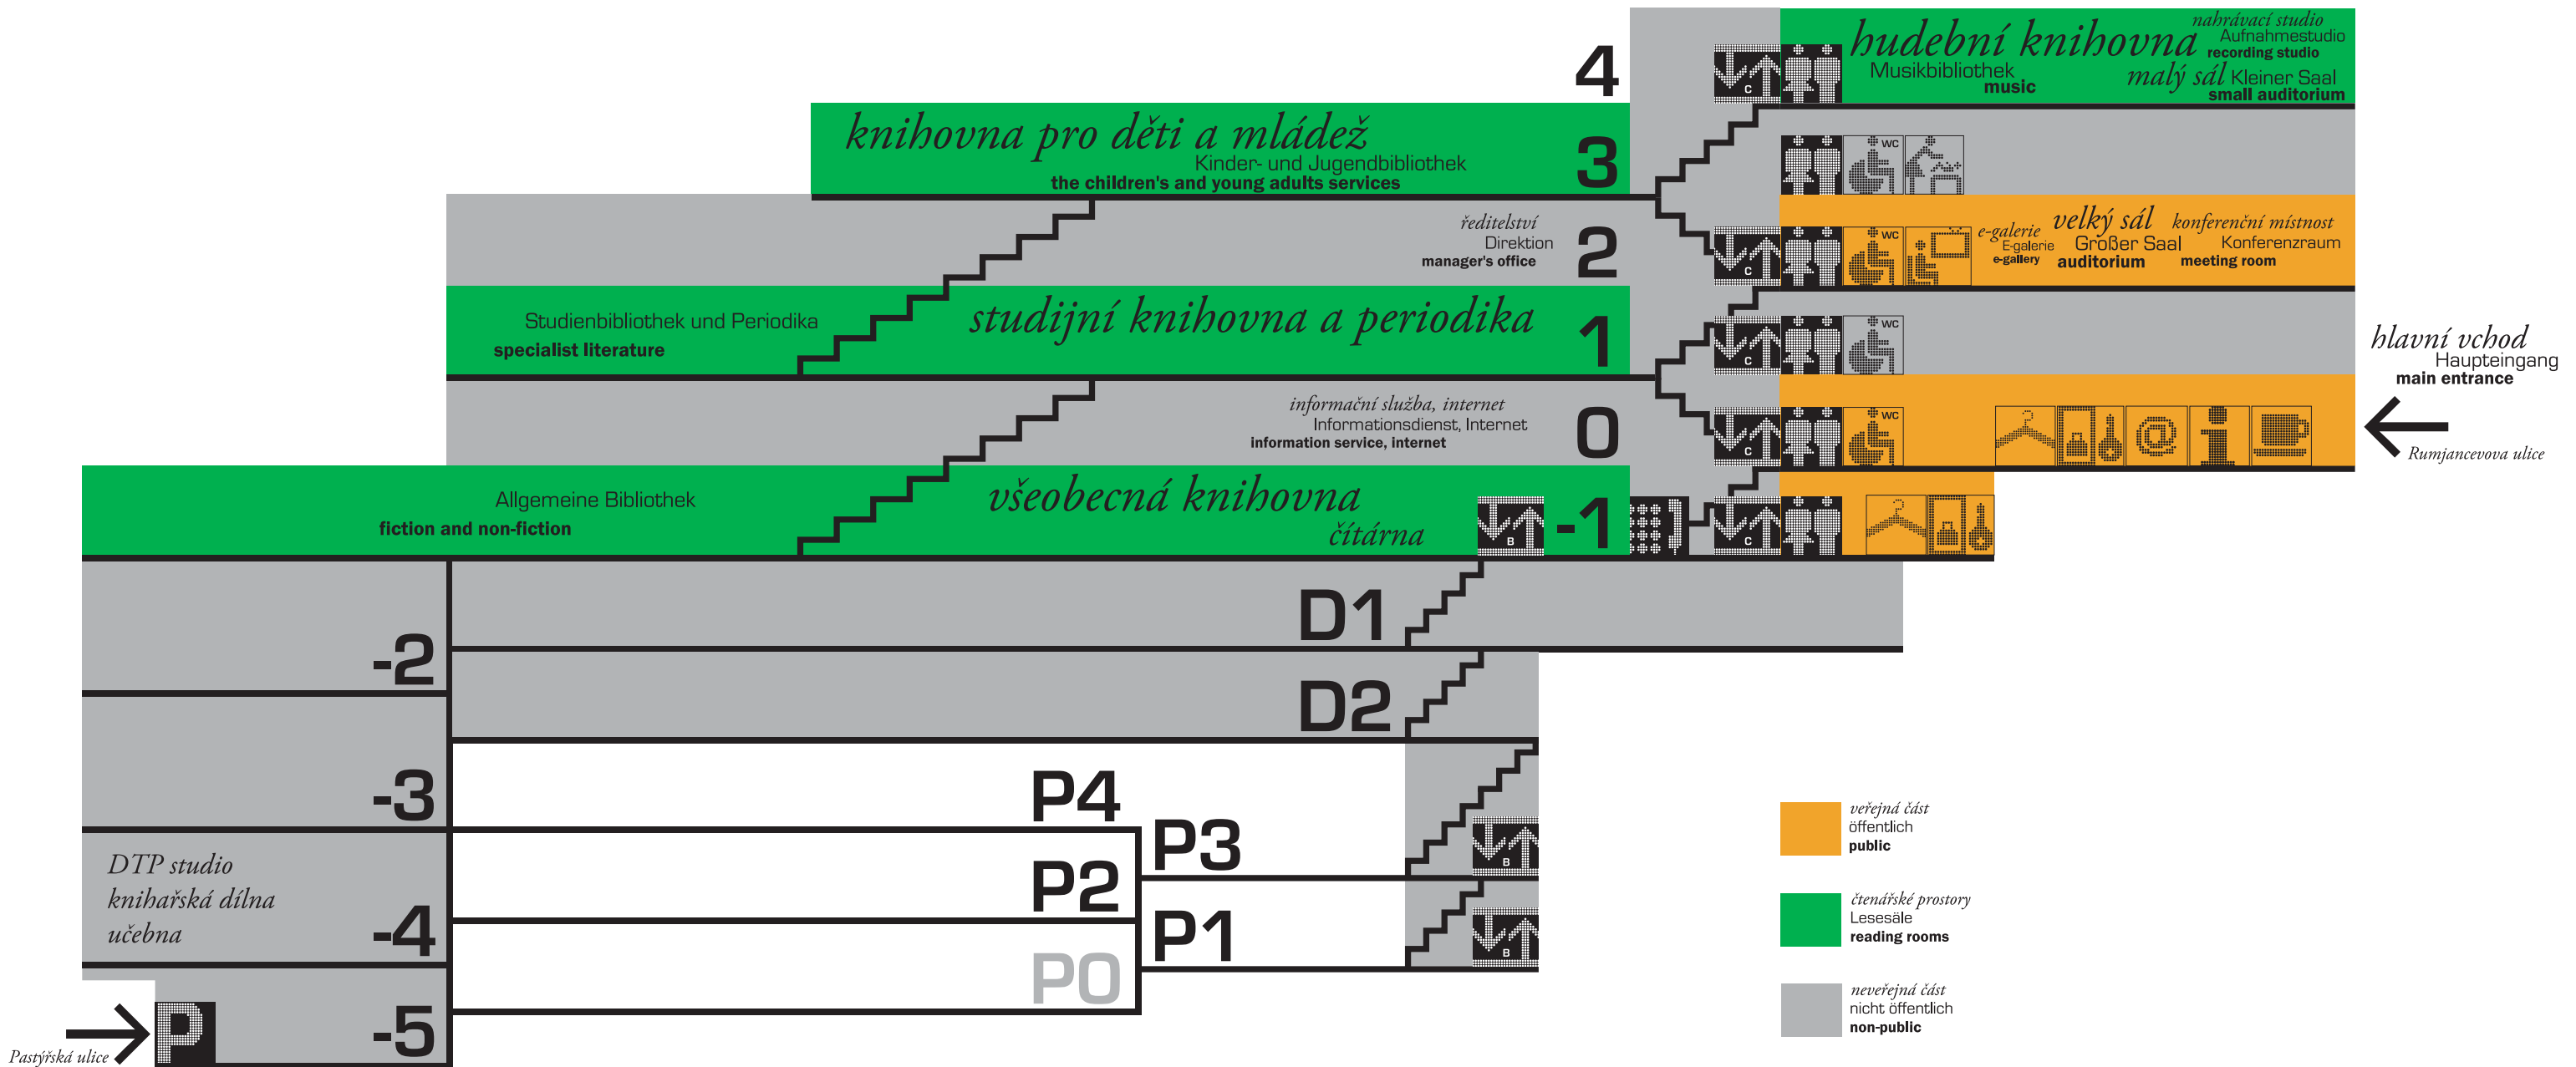 4
hudební knihovna
Musikbibliothek
music
nahrávací studio
Aufnahmestudio
recording studio
malý sál Kleiner Saal
small auditorium
C
knihovna pro děti a mládež
Kinder- und Jugendbibliothek
the children's and young adults services
3
WC
ředitelství
Direktion
manager's office
2
C
WC
e-galerie
E-galerie
e-gallery
velký sál
Großer Saal
auditorium
konferenční místnost
Konferenzraum
meeting room
Studienbibliothek und Periodika
specialist literature
studijní knihovna a periodika
1
C
WC
hlavní vchod
Haupteingang
main entrance
Rumjancevova ulice
informační služba, internet
Informationsdienst, Internet
information service, internet
0
C
WC
@
i
Allgemeine Bibliothek
fiction and non-fiction
všeobecná knihovna
čítárna
B
-1
C
D1
-2
D2
-3
P4
P3
B
DTP studio
knihařská dílna
učebna
-4
P2
P1
B
P0
-5
P
Pastýřská ulice
veřejná část
öffentlich
public
čtenářské prostory
Lesesäle
reading rooms
neveřejná část
nicht öffentlich
non-public